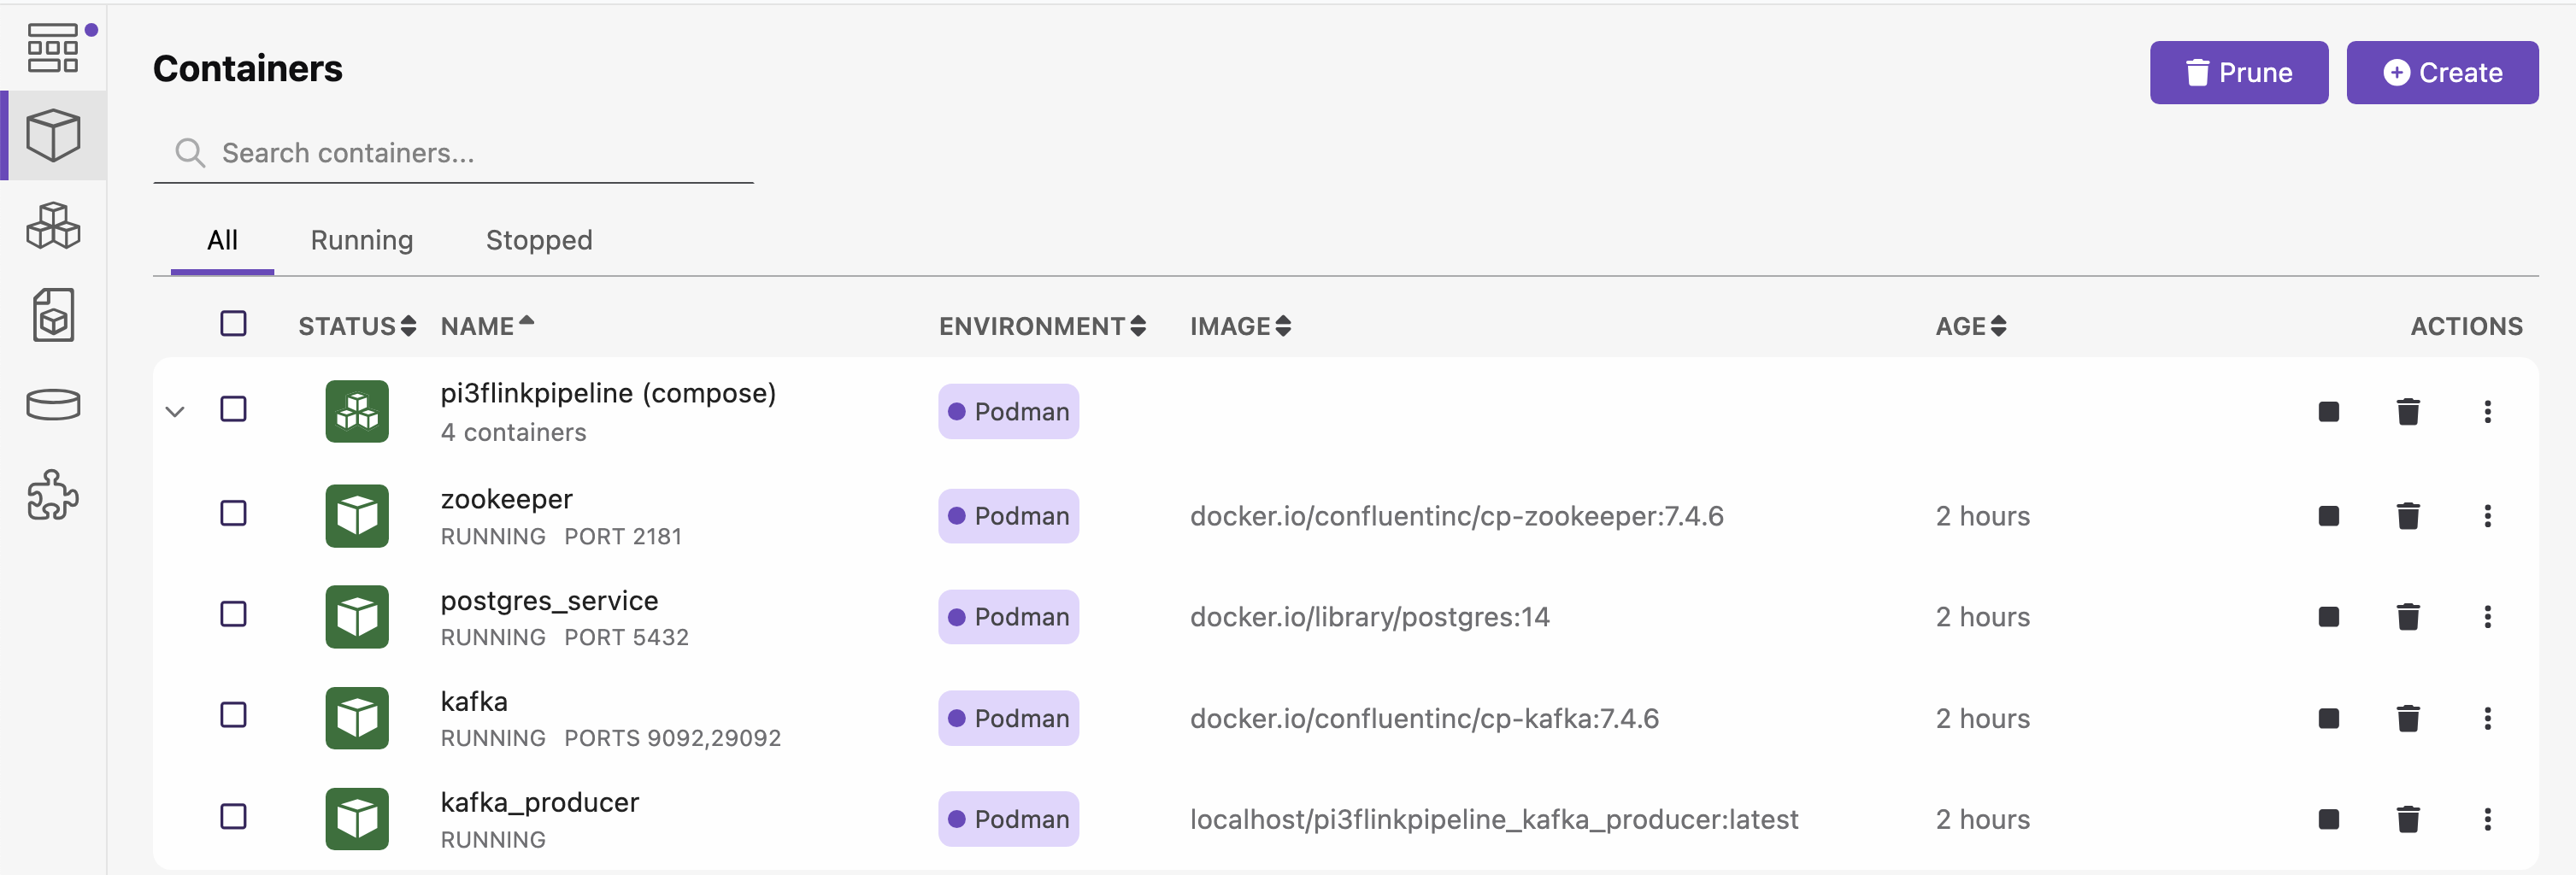 Containers
Prune
Create
Search containers...
All Running Stopped
STATUS NAME ENVIRONMENT IMAGE AGE ACTIONS
pi3flinkpipeline (compose)
4 containers
Podman
zookeeper
RUNNING PORT 2181
Podman
docker.io/confluentinc/cp-zookeeper:7.4.6
2 hours
postgres_service
RUNNING PORT 5432
Podman
docker.io/library/postgres:14
2 hours
kafka
RUNNING PORTS 9092,29092
Podman
docker.io/confluentinc/cp-kafka:7.4.6
2 hours
kafka_producer
RUNNING
Podman
localhost/pi3flinkpipeline_kafka_producer:latest
2 hours